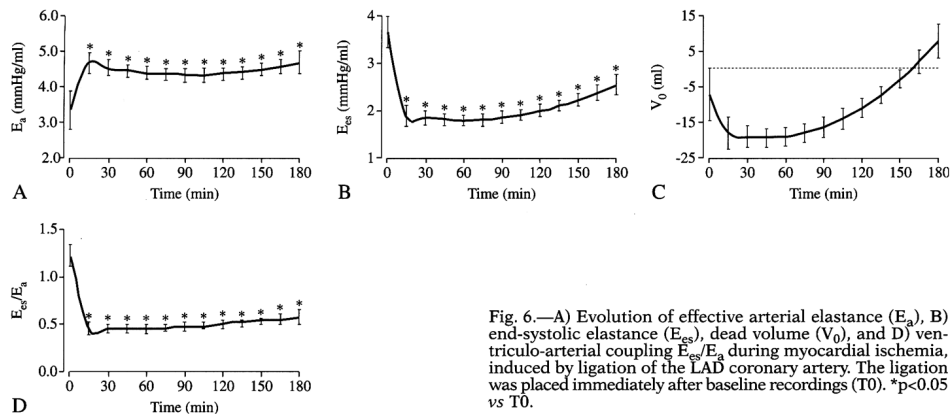 6.0
5.0
4.0
3.0
2.0
Ea (mmHg/ml)
* * * * * * * * * * * *
0 30 60 90 120 150 180
Time (min)
A
4
3
2
1
Ees (mmHg/ml)
* * * * * * * * * * * *
0 30 60 90 120 150 180
Time (min)
B
15
5
-5
-15
-25
V0 (ml)
0 30 60 90 120 150 180
Time (min)
C
1.5
1.0
0.5
0.0
Ees/Ea
* * * * * * * * * * * *
0 30 60 90 120 150 180
Time (min)
D
Fig. 6.—A) Evolution of effective arterial elastance (Ea), B)
end-systolic elastance (Ees), dead volume (V0), and D) ven-
triculo-arterial coupling Ees/Ea during myocardial ischemia,
induced by ligation of the LAD coronary artery. The ligation
was placed immediately after baseline recordings (T0). *p<0.05
vs T0.